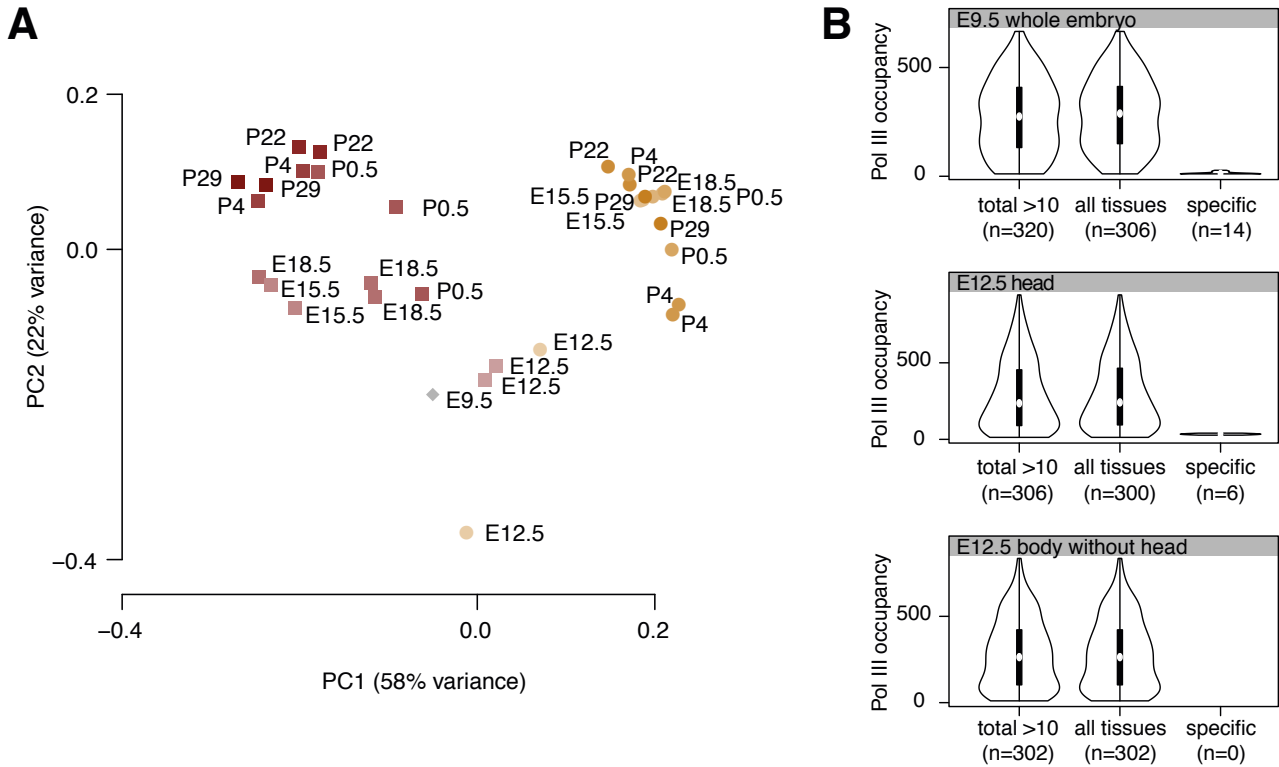 A
0.2
0.0
−0.4
PC2 (22% variance)
−0.4
0.0
0.2
PC1 (58% variance)
P22
P22
P4
P0.5
P29
P29
P4
P0.5
E18.5
E15.5
E15.5
E18.5
E18.5
P0.5
E12.5
E12.5
E12.5
E9.5
E12.5
P22
P4
P22
E18.5
E15.5
P29
E18.5
P0.5
E15.5
P29
P0.5
P4
P4
B
E9.5 whole embryo
Pol III occupancy
500
0
total >10 all tissues specific
(n=320) (n=306) (n=14)
E12.5 head
Pol III occupancy
500
0
total >10 all tissues specific
(n=306) (n=300) (n=6)
E12.5 body without head
Pol III occupancy
500
0
total >10 all tissues specific
(n=302) (n=302) (n=0)